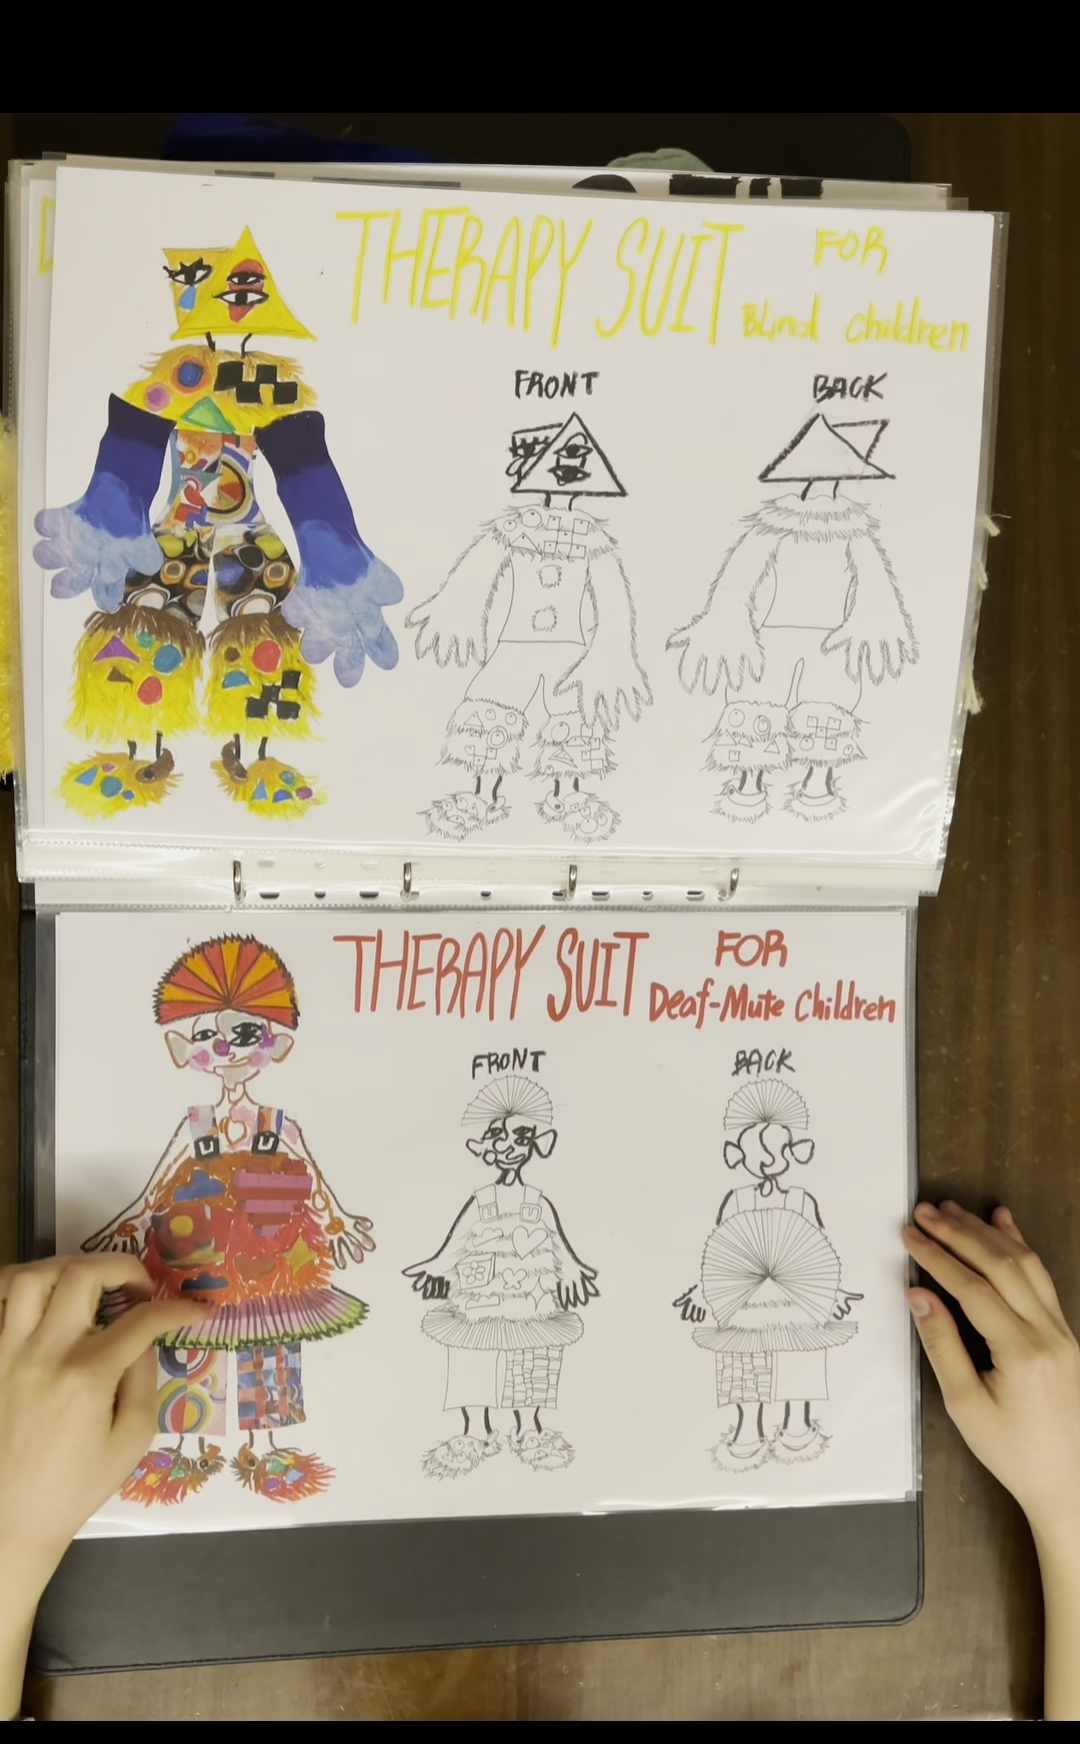 THERAPY SUIT FOR
Blind Children
FRONT
BACK
THERAPY SUIT FOR
Deaf-Mute Children
FRONT
BACK